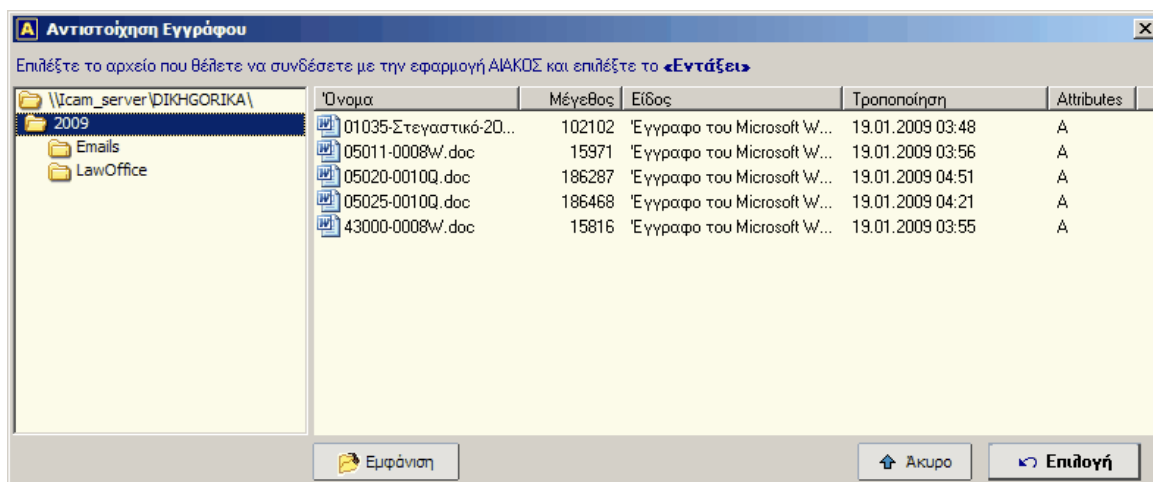 Αντιστοίχηση Εγγράφου
Επιλέξτε το αρχείο που θέλετε να συνδέσετε με την εφαρμογή ΑΙΑΚΟΣ και επιλέξτε το «Εντάξει»
\\Icam_server\DIKHGORIKA\
2009
Emails
LawOffice
Όνομα Μέγεθος Είδος Τροποποίηση Attributes
01035-Στεγαστικό-20... 102102 Έγγραφο του Microsoft W... 19.01.2009 03:48 A
05011-0008W.doc 15971 Έγγραφο του Microsoft W... 19.01.2009 03:56 A
05020-0010Q.doc 186287 Έγγραφο του Microsoft W... 19.01.2009 04:51 A
05025-0010Q.doc 186468 Έγγραφο του Microsoft W... 19.01.2009 04:21 A
43000-0008W.doc 15816 Έγγραφο του Microsoft W... 19.01.2009 03:55 A
Εμφάνιση Άκυρο Επιλογή